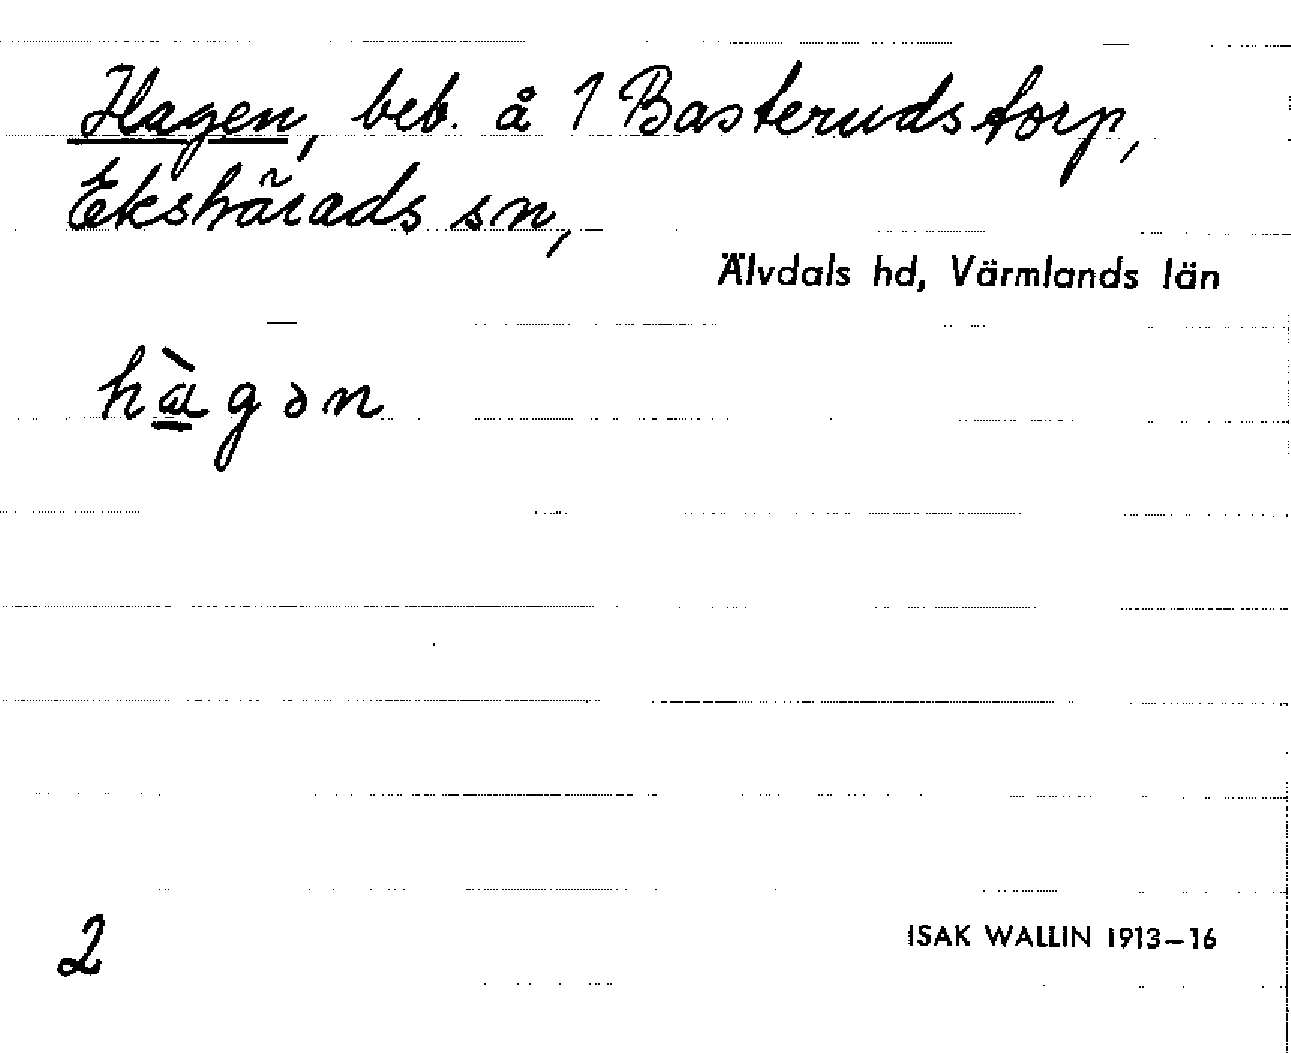 Hagen, beb. å 1 Basterudstorp,
Ekshärads sn,
Älvdals hd, Värmlands län
hàgən
2
ISAK WALLIN 1913–16